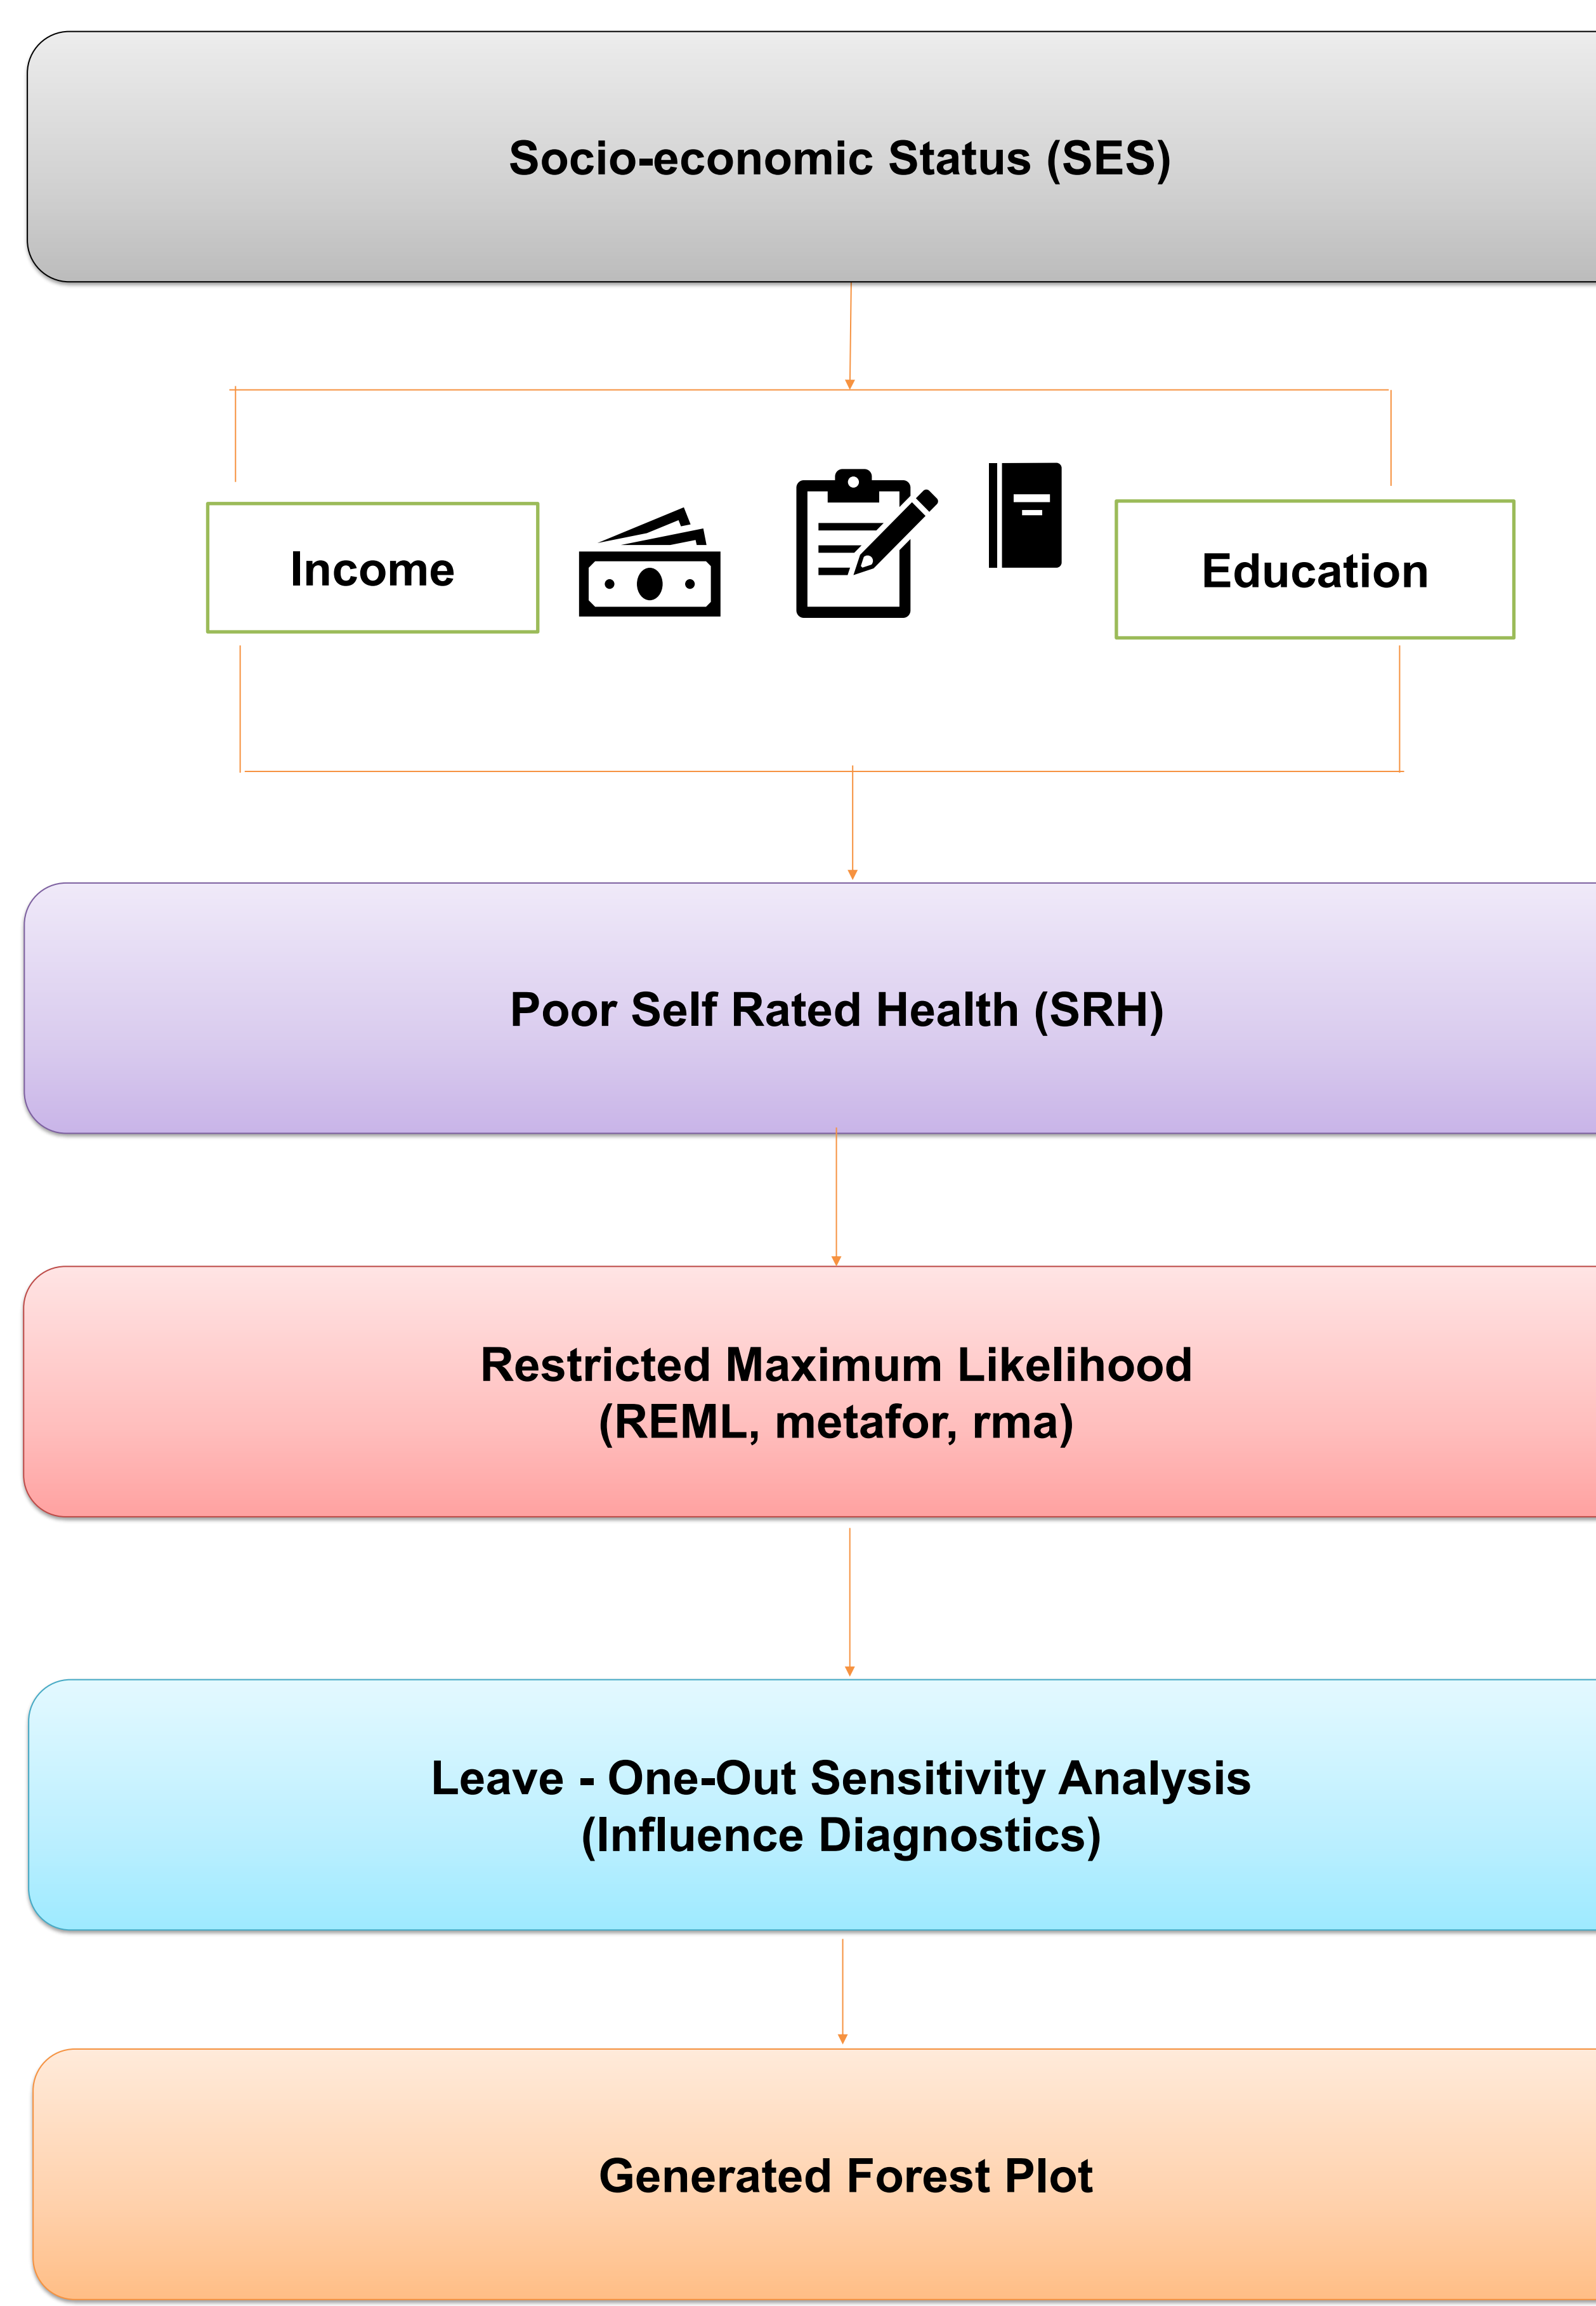 Socio-economic Status (SES)
Income
Education
Poor Self Rated Health (SRH)
Restricted Maximum Likelihood
(REML, metafor, rma)
Leave - One-Out Sensitivity Analysis
(Influence Diagnostics)
Generated Forest Plot